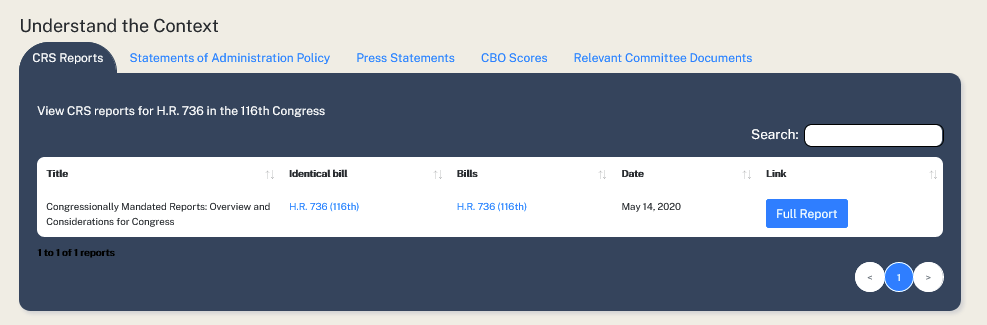 Understand the Context
CRS Reports Statements of Administration Policy Press Statements CBO Scores Relevant Committee Documents
View CRS reports for H.R. 736 in the 116th Congress
Search:
Title Identical bill Bills Date Link
Congressionally Mandated Reports: Overview and H.R. 736 (116th) H.R. 736 (116th) May 14, 2020 Full Report
Considerations for Congress
1 to 1 of 1 reports
< 1 >